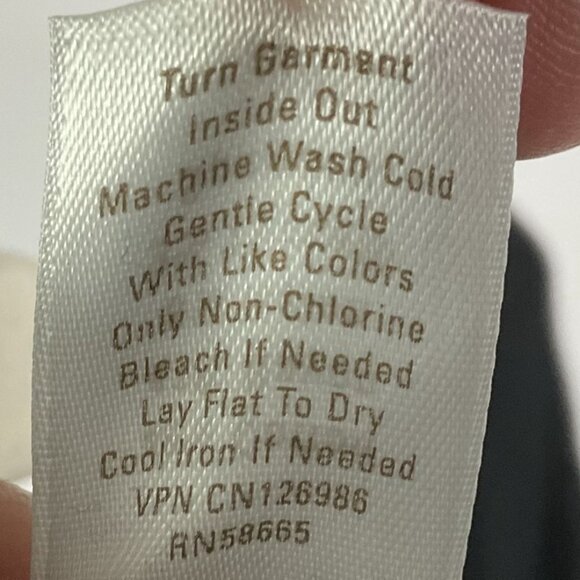 Turn Garment
Inside Out
Machine Wash Cold
Gentle Cycle
With Like Colors
Only Non-Chlorine
Bleach If Needed
Lay Flat To Dry
Cool Iron If Needed
VPN CN126986
RN58665